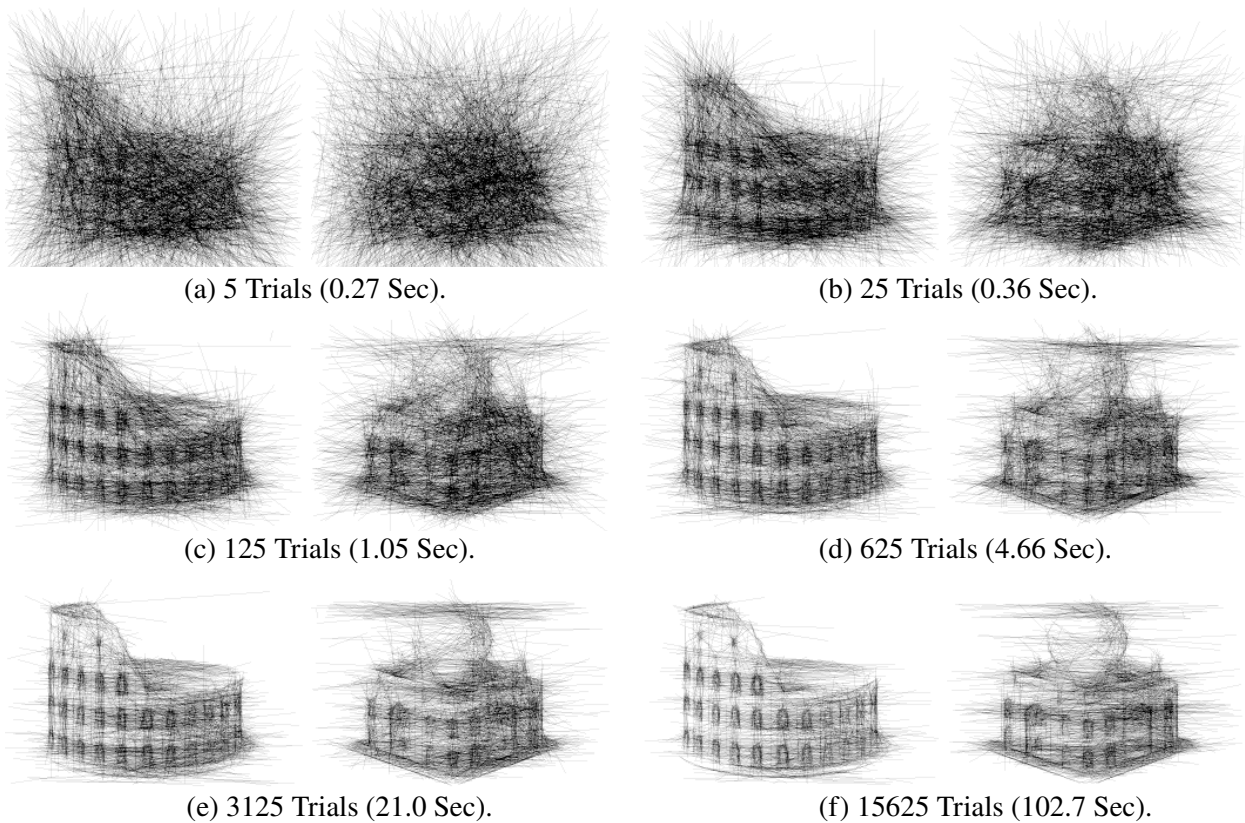 (a) 5 Trials (0.27 Sec).
(b) 25 Trials (0.36 Sec).
(c) 125 Trials (1.05 Sec).
(d) 625 Trials (4.66 Sec).
(e) 3125 Trials (21.0 Sec).
(f) 15625 Trials (102.7 Sec).